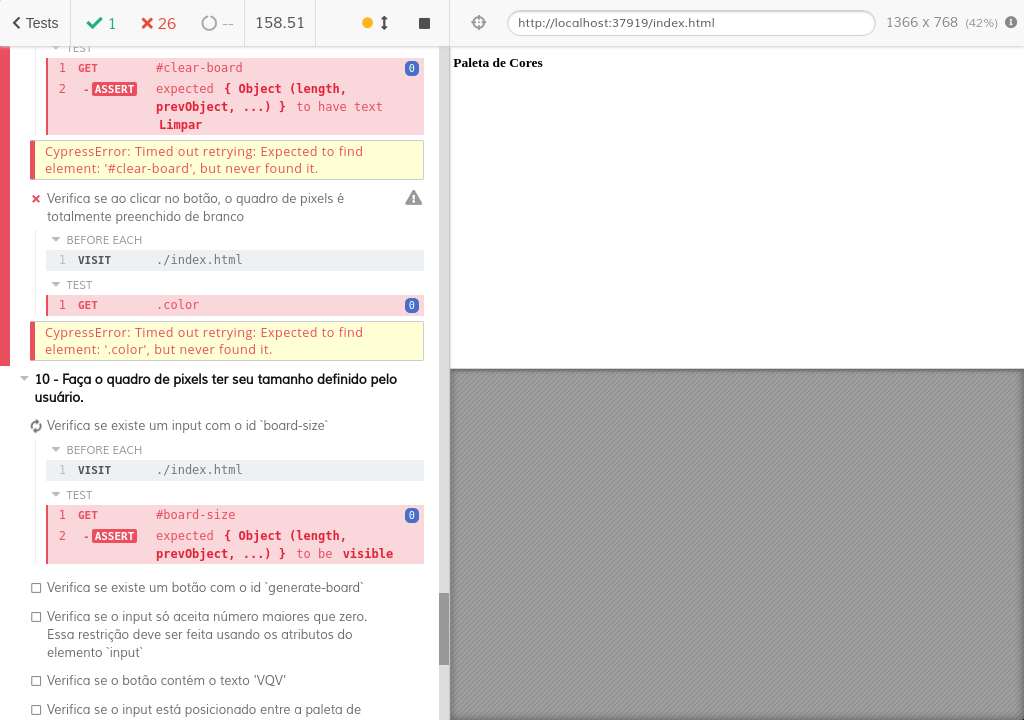 Tests
1
26
--
158.51
http://localhost:37919/index.html
1366 x 768 (42%)
TEST
1 GET #clear-board 0
2 -ASSERT expected { Object (length,
prevObject, ...) } to have text
Limpar
CypressError: Timed out retrying: Expected to find
element: '#clear-board', but never found it.
Verifica se ao clicar no botão, o quadro de pixels é
totalmente preenchido de branco
BEFORE EACH
1 VISIT ./index.html
TEST
1 GET .color 0
CypressError: Timed out retrying: Expected to find
element: '.color', but never found it.
10 - Faça o quadro de pixels ter seu tamanho definido pelo
usuário.
Verifica se existe um input com o id `board-size`
BEFORE EACH
1 VISIT ./index.html
TEST
1 GET #board-size 0
2 -ASSERT expected { Object (length,
prevObject, ...) } to be visible
Verifica se existe um botão com o id `generate-board`
Verifica se o input só aceita número maiores que zero.
Essa restrição deve ser feita usando os atributos do
elemento `input`
Verifica se o botão contém o texto 'VQV'
Verifica se o input está posicionado entre a paleta de
Paleta de Cores